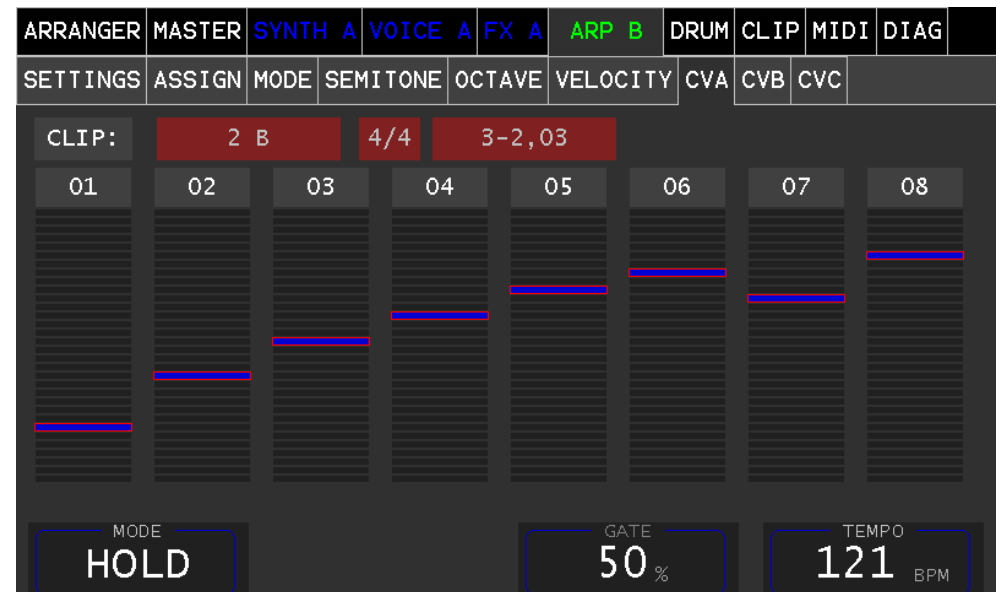 ARRANGER MASTER SYNTH A VOICE A FX A ARP B DRUM CLIP MIDI DIAG
SETTINGS ASSIGN MODE SEMITONE OCTAVE VELOCITY CVA CVB CVC
CLIP: 2 B 4/4 3-2,03
01 02 03 04 05 06 07 08
MODE GATE TEMPO
HOLD 50 % 121 BPM